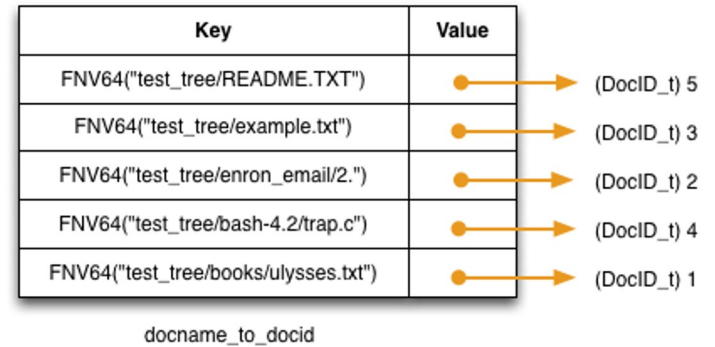 Key Value
FNV64("test_tree/README.TXT") (DocID_t) 5
FNV64("test_tree/example.txt") (DocID_t) 3
FNV64("test_tree/enron_email/2.") (DocID_t) 2
FNV64("test_tree/bash-4.2/trap.c") (DocID_t) 4
FNV64("test_tree/books/ulysses.txt") (DocID_t) 1
docname_to_docid